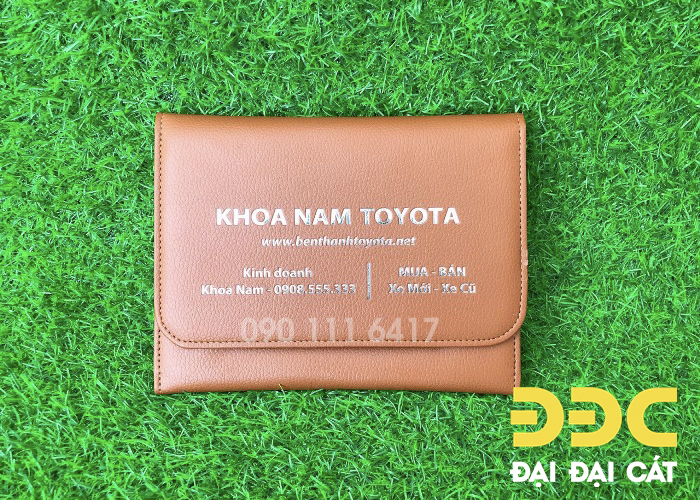 KHOA NAM TOYOTA
www.benthanhtoyota.net
Kinh doanh
Khoa Nam - 0908.555.333
MUA - BÁN
Xe Mới - Xe Cũ
090 111 6417
ĐĐC
ĐẠI ĐẠI CÁT